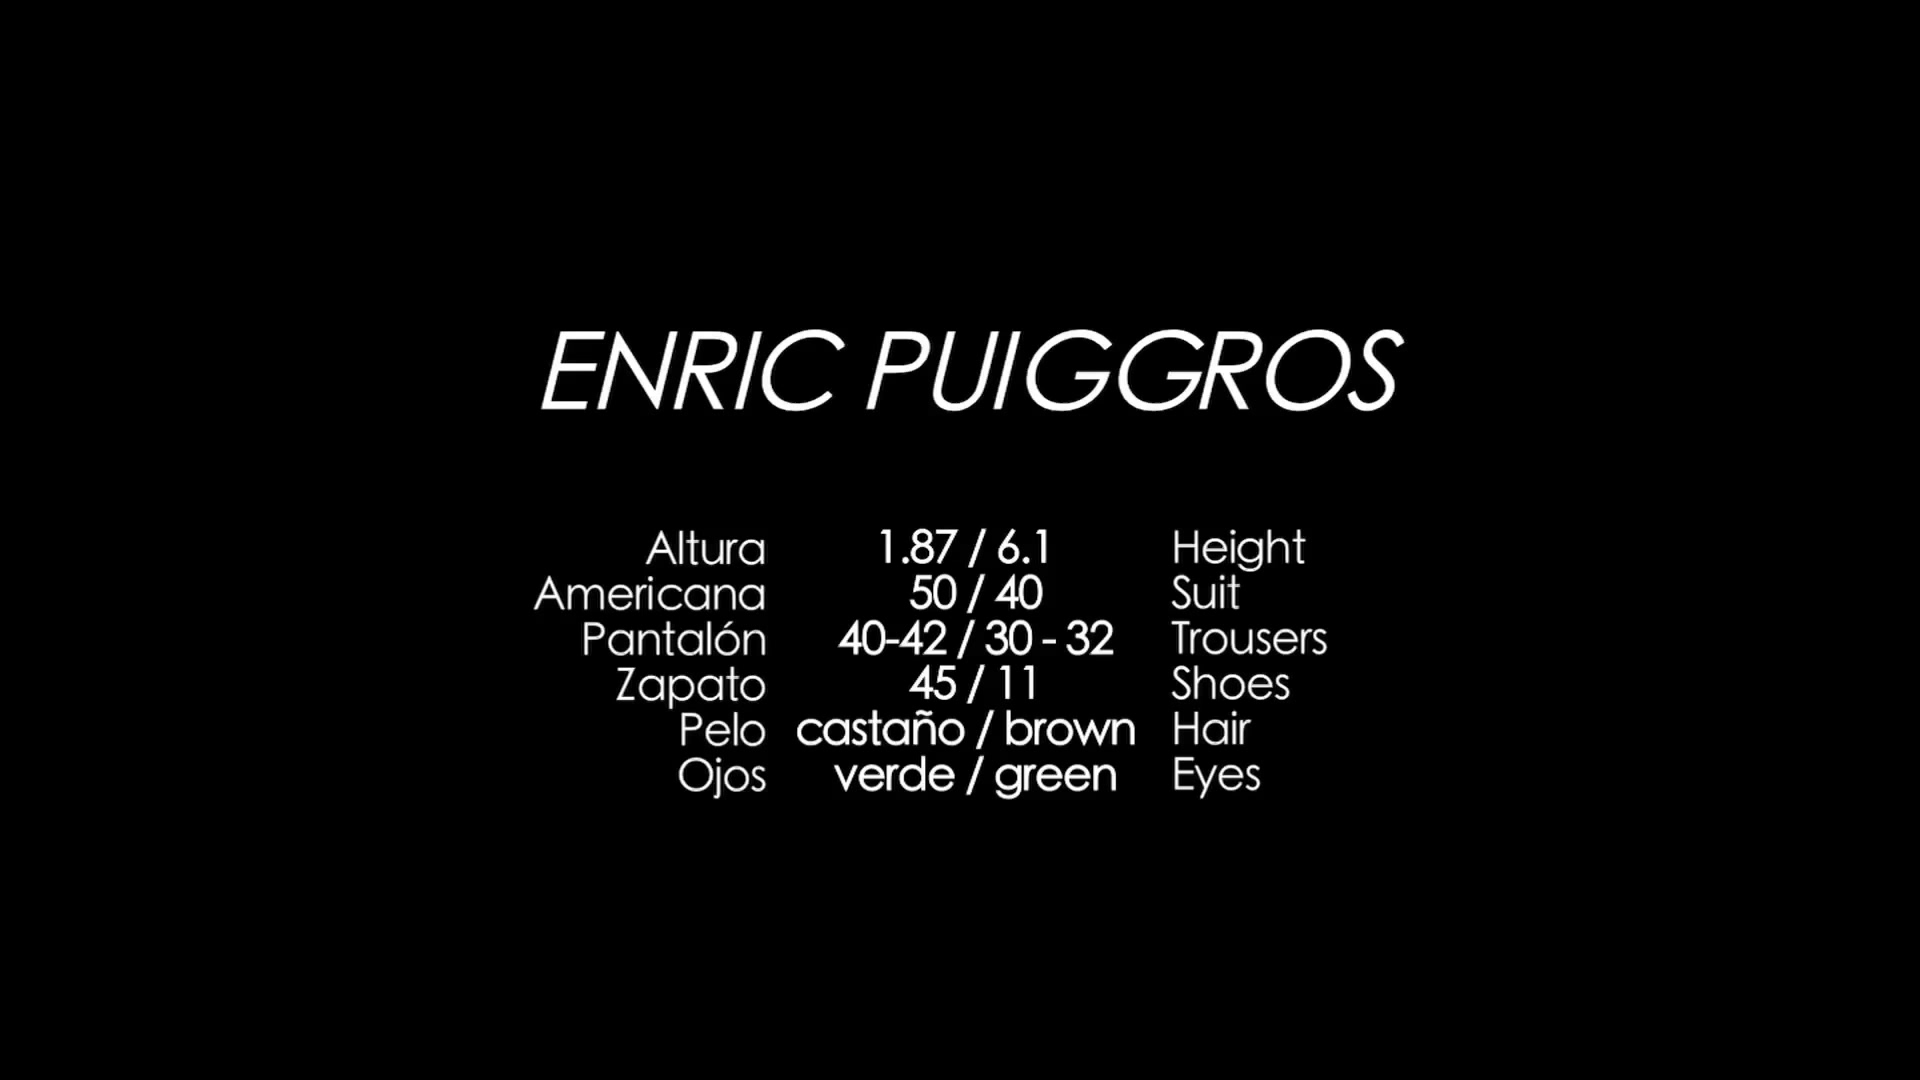 ENRIC PUIGGROS
Altura 1.87 / 6.1 Height
Americana 50 / 40 Suit
Pantalón 40-42 / 30 - 32 Trousers
Zapato 45 / 11 Shoes
Pelo castaño / brown Hair
Ojos verde / green Eyes